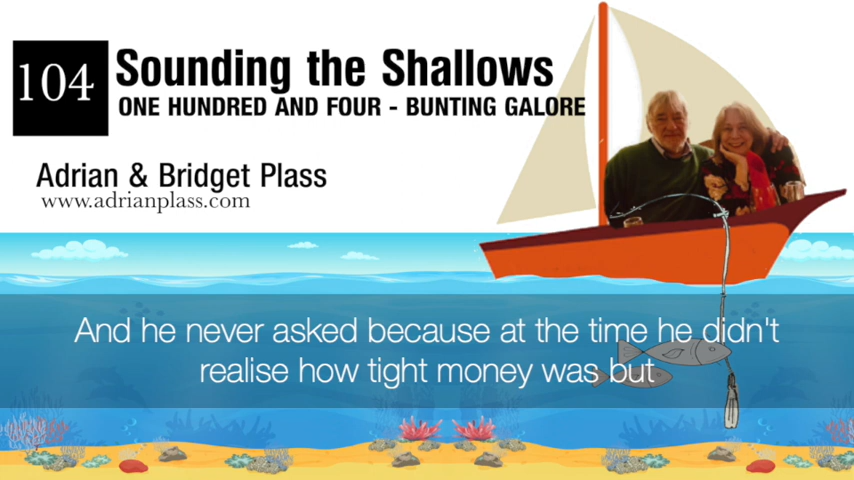 104
Sounding the Shallows
ONE HUNDRED AND FOUR - BUNTING GALORE
Adrian & Bridget Plass
www.adrianplass.com
And he never asked because at the time he didn't
realise how tight money was but